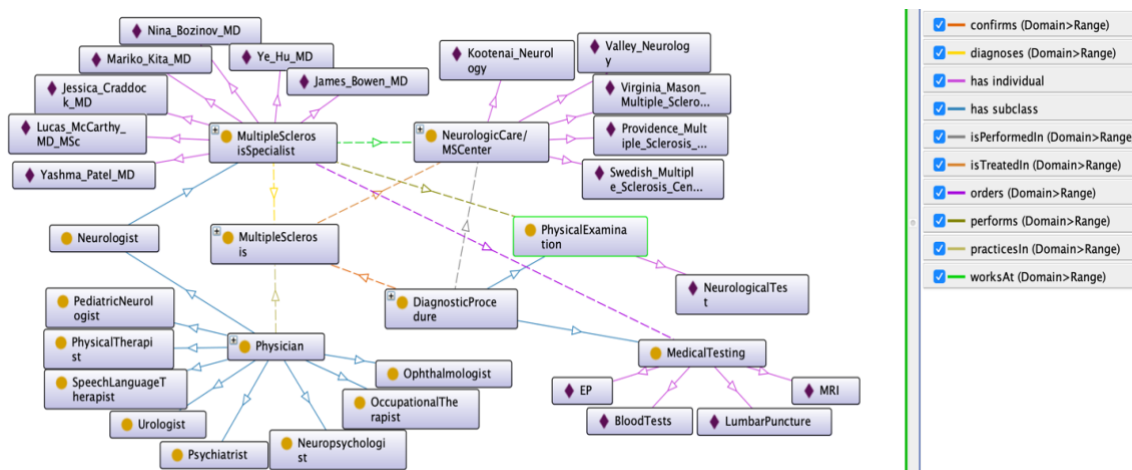 Nina_Bozinov_MD
Mariko_Kita_MD
Ye_Hu_MD
James_Bowen_MD
Jessica_Craddoc
k_MD
Lucas_McCarthy_
MD_MSc
Yashma_Patel_MD
MultipleScleros
isSpecialist
Kootenai_Neurol
ogy
Valley_Neurolog
y
Virginia_Mason_
Multiple_Sclero...
Providence_Mult
iple_Sclerosis_...
Swedish_Multipl
e_Sclerosis_Cen...
NeurologicCare/
MSCenter
Neurologist
MultipleScleros
is
PhysicalExamina
tion
NeurologicalTes
t
DiagnosticProce
dure
PediatricNeurol
ogist
PhysicalTherapi
st
SpeechLanguageT
herapist
Urologist
Psychiatrist
Neuropsychologi
st
OccupationalThe
rapist
Ophthalmologist
Physician
MedicalTesting
EP
BloodTests
LumbarPuncture
MRI
confirms (Domain>Range)
diagnoses (Domain>Range)
has individual
has subclass
isPerformedIn (Domain>Range
isTreatedIn (Domain>Range)
orders (Domain>Range)
performs (Domain>Range)
practicesIn (Domain>Range)
worksAt (Domain>Range)